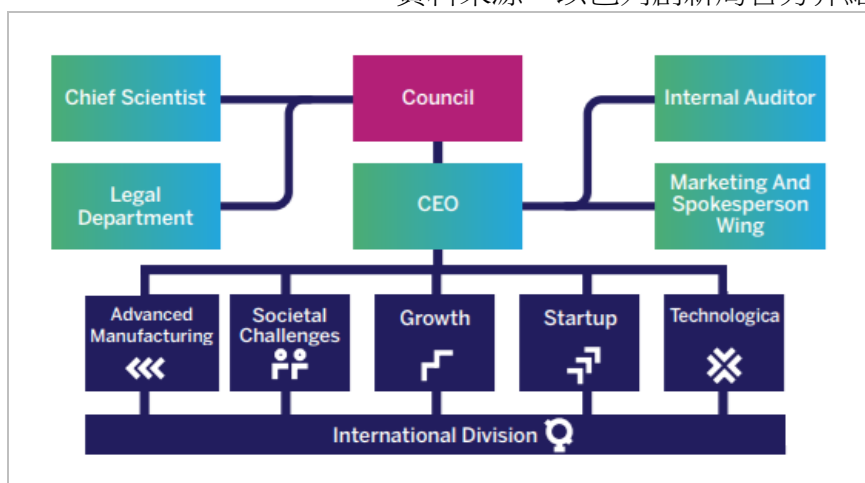 Chief Scientist
Council
Internal Auditor
Legal
Department
CEO
Marketing And
Spokesperson
Wing
Advanced
Manufacturing
Societal
Challenges
Growth
Startup
Technologica
International Division